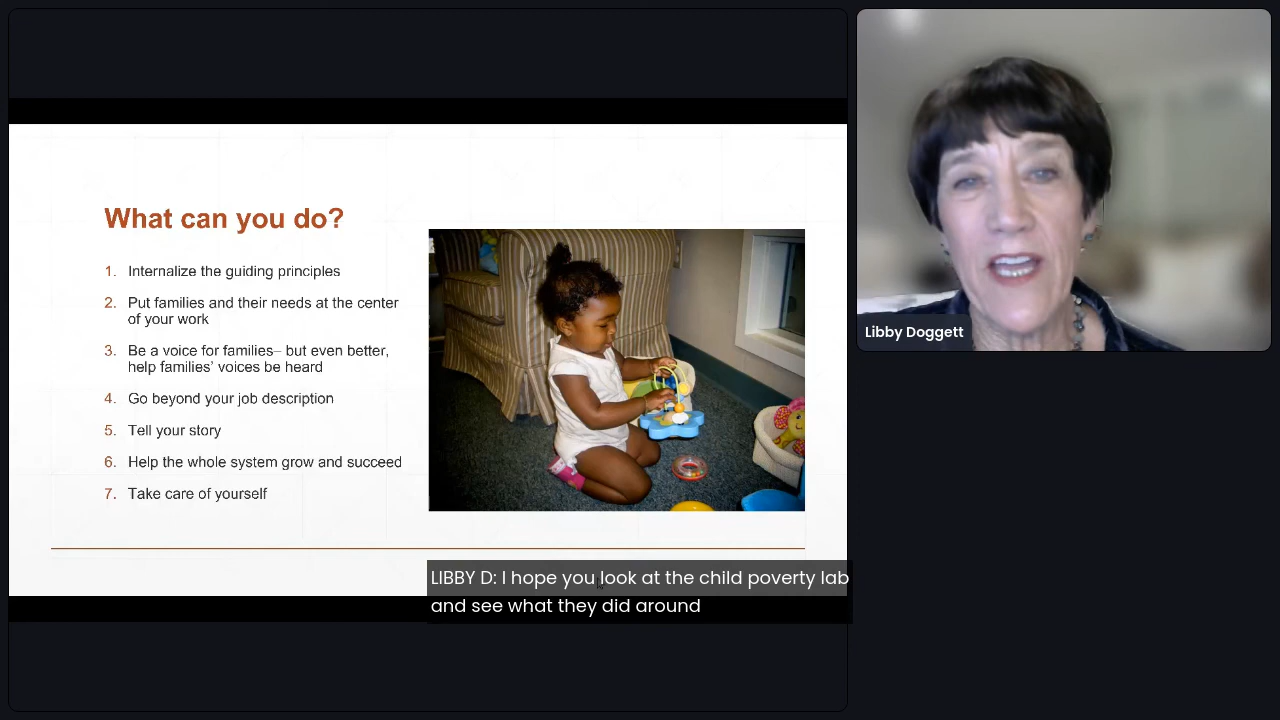 What can you do?
1. Internalize the guiding principles
2. Put families and their needs at the center
of your work
3. Be a voice for families– but even better,
help families’ voices be heard
4. Go beyond your job description
5. Tell your story
6. Help the whole system grow and succeed
7. Take care of yourself
LIBBY D: I hope you look at the child poverty lab
and see what they did around
Libby Doggett